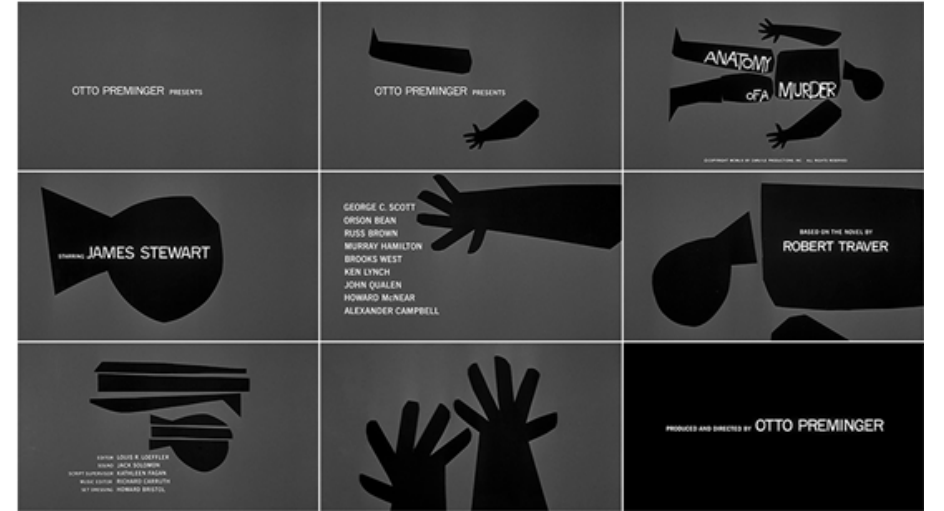 OTTO PREMINGER PRESENTS
OTTO PREMINGER PRESENTS
ANATOMY
OF A
MURDER
STARRING JAMES STEWART
GEORGE C. SCOTT
ORSON BEAN
RUSS BROWN
MURRAY HAMILTON
BROOKS WEST
KEN LYNCH
JOHN QUALEN
HOWARD McNEAR
ALEXANDER CAMPBELL
BASED ON THE NOVEL BY
ROBERT TRAVER
EDITOR LOUIS R. LOEFFLER
SOUND JACK SOLOMON
SCRIPT SUPERVISOR KATHLEEN FAGAN
MUSIC EDITOR RICHARD CARRUTH
SET DRESSING HOWARD BRISTOL
PRODUCED AND DIRECTED BY OTTO PREMINGER